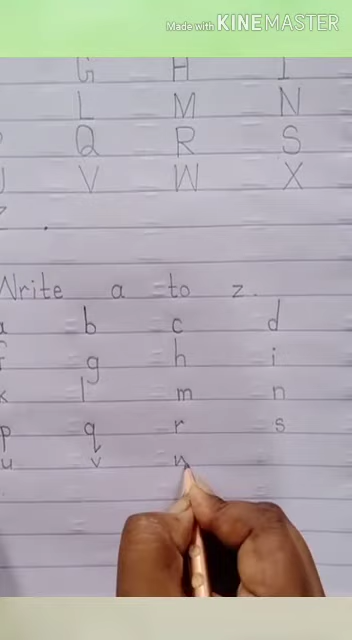 Made with KINEMASTER
G H I
L M N
Q R S
V W X
Write a to z.
a b c d
f g h i
k l m n
p q r s
u v